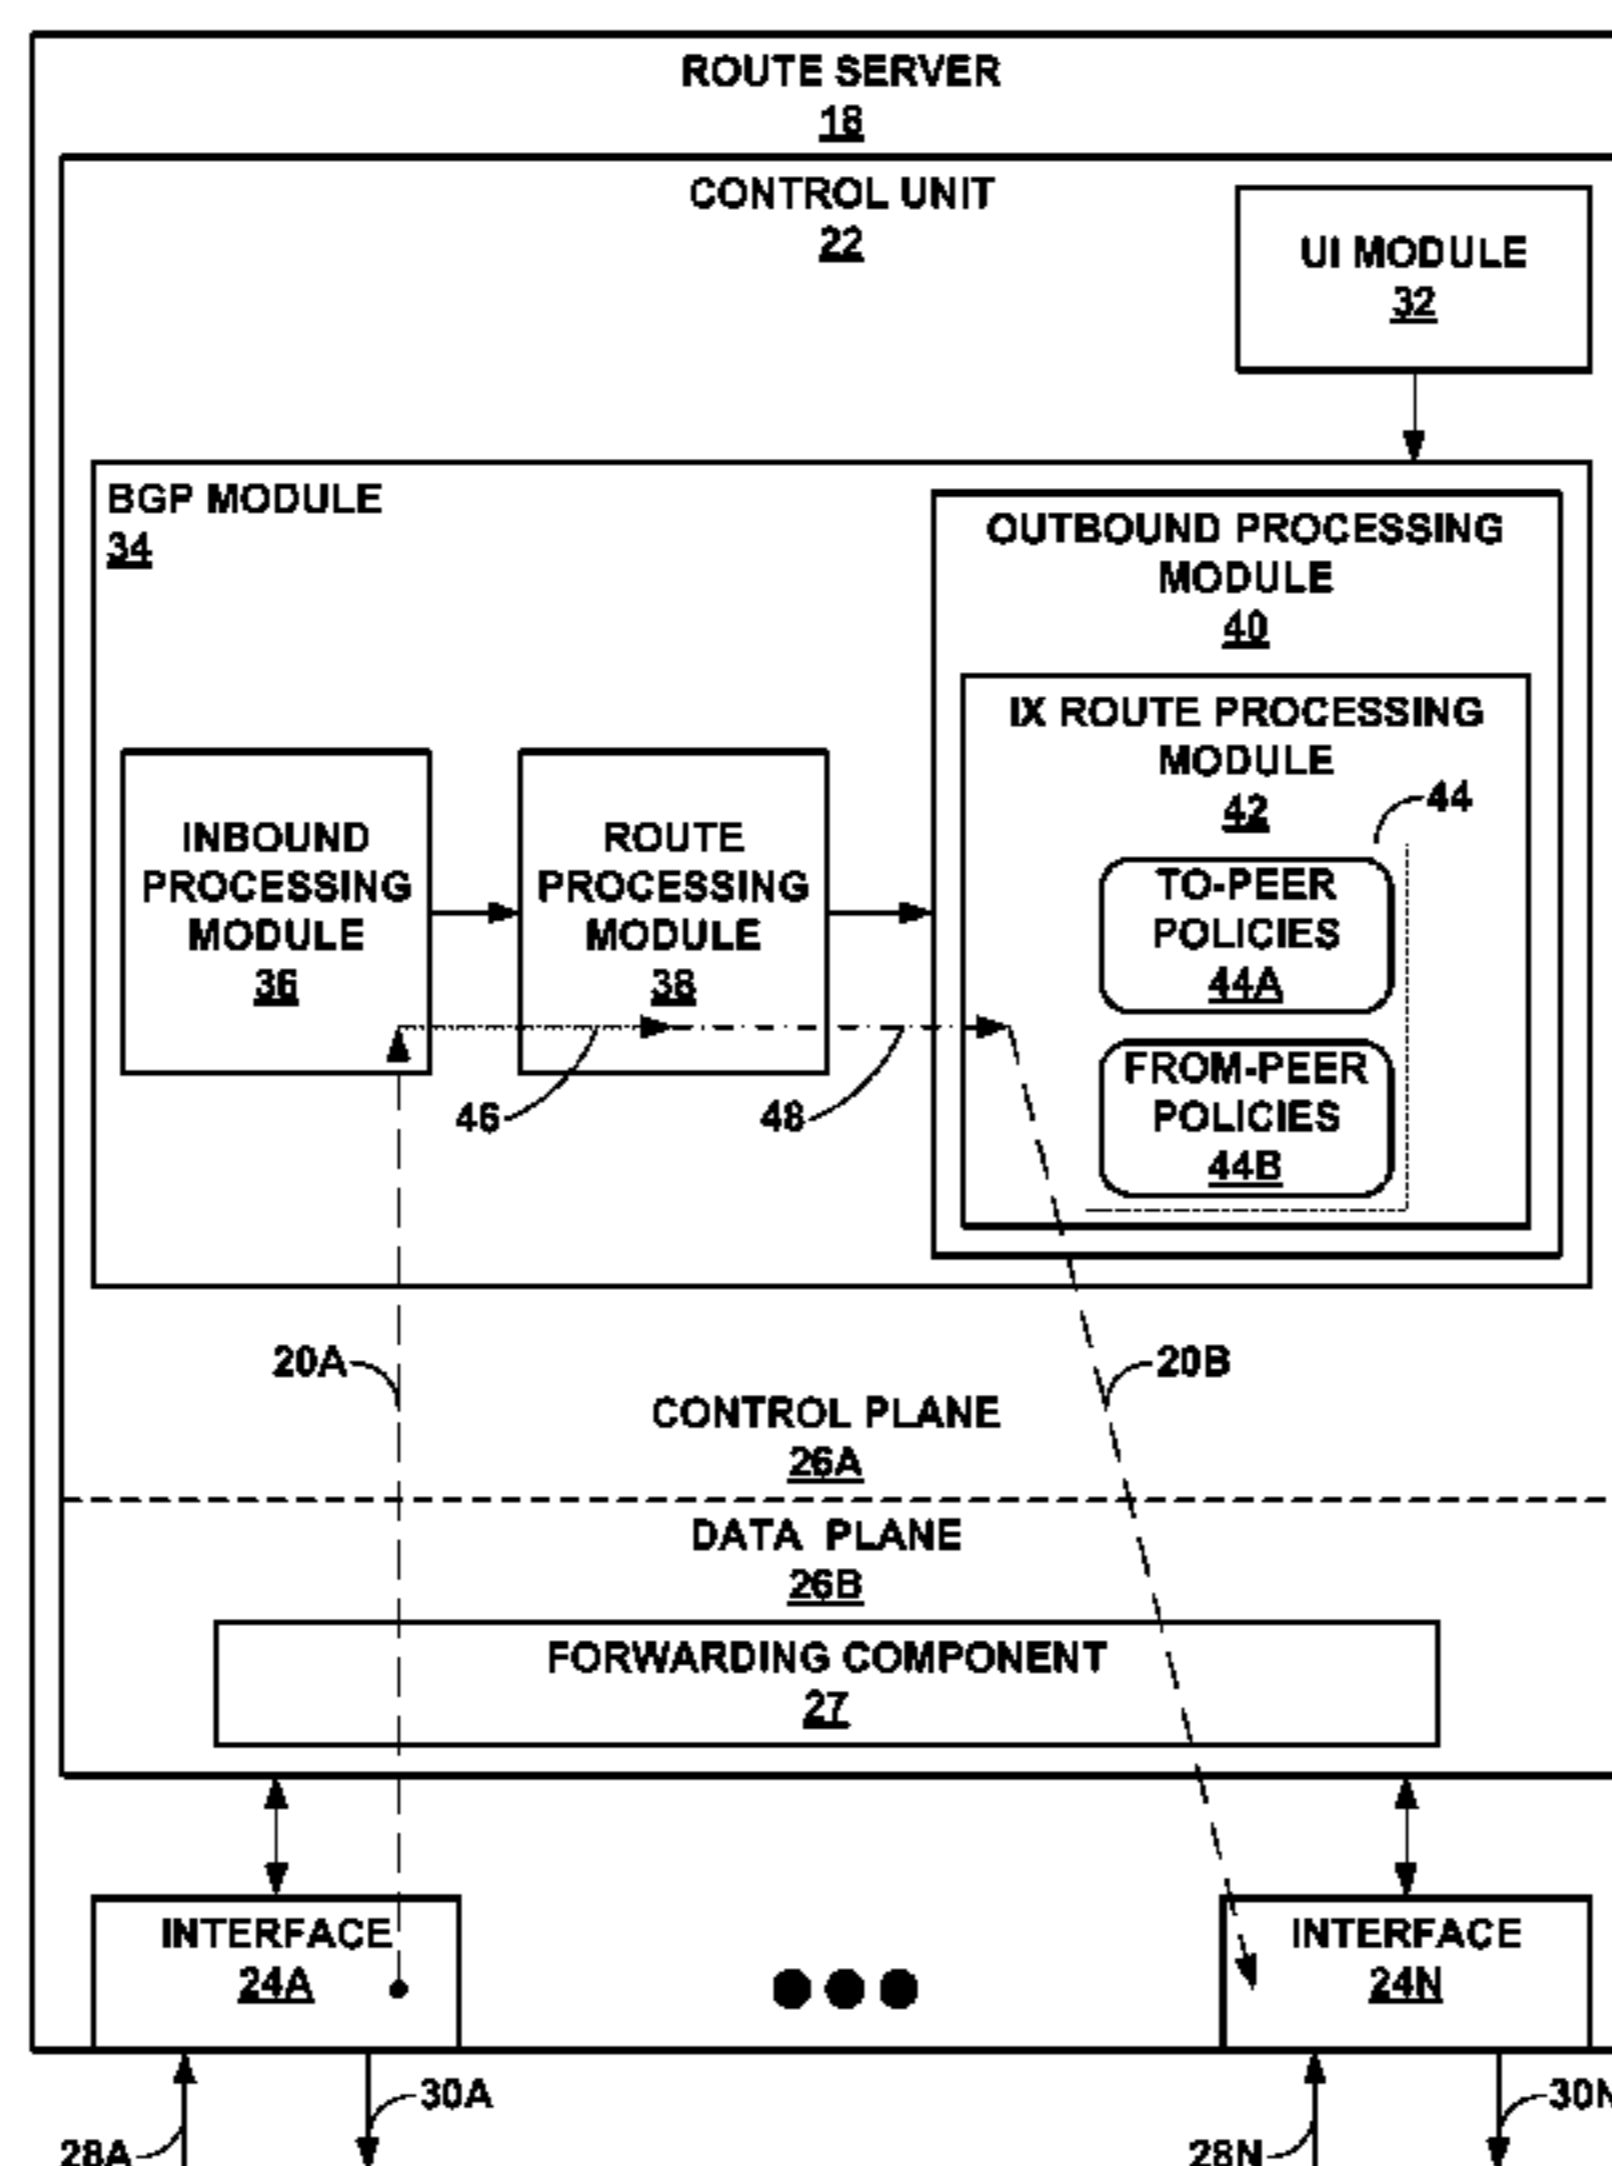 ROUTE SERVER
18
CONTROL UNIT
22
UI MODULE
32
BGP MODULE
34
OUTBOUND PROCESSING
MODULE
40
IX ROUTE PROCESSING
MODULE
42
44
TO-PEER
POLICIES
44A
FROM-PEER
POLICIES
44B
INBOUND
PROCESSING
MODULE
36
ROUTE
PROCESSING
MODULE
38
46
48
20A
20B
CONTROL PLANE
26A
DATA PLANE
26B
FORWARDING COMPONENT
27
INTERFACE
24A
INTERFACE
24N
30A
30N
28A
28N